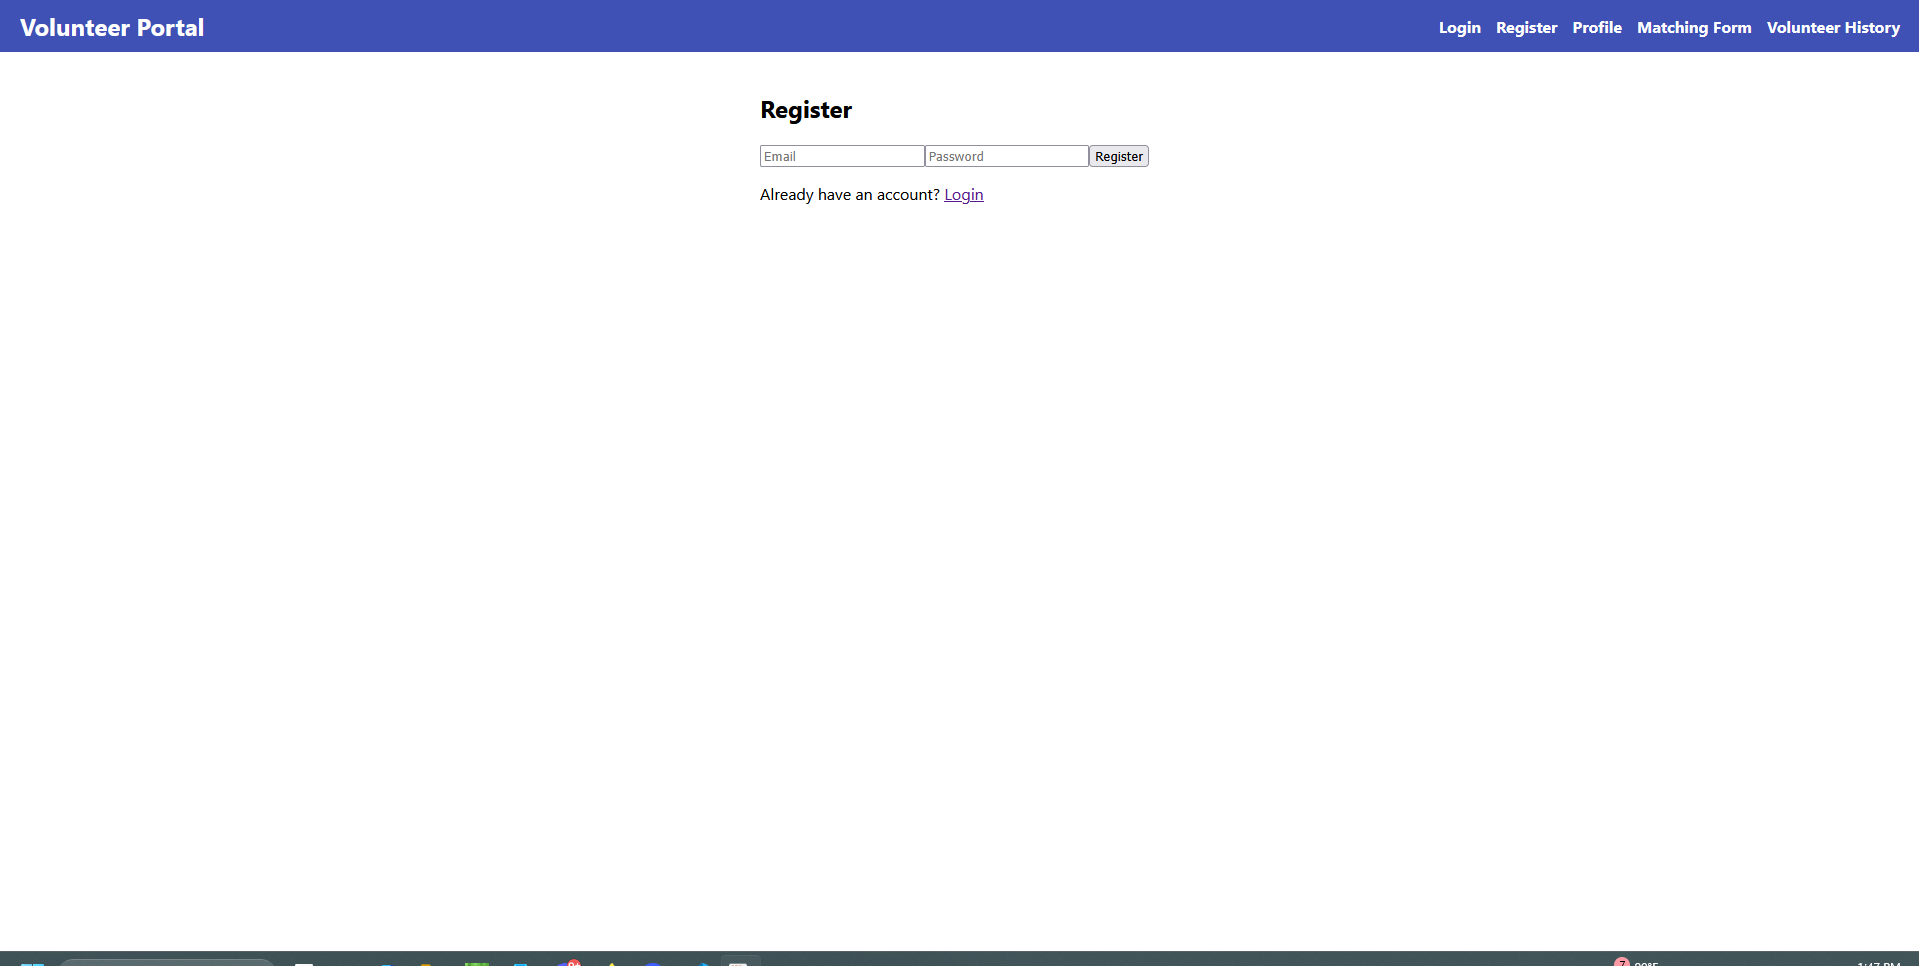 Volunteer Portal
Login Register Profile Matching Form Volunteer History
Register
Email Password Register
Already have an account? Login